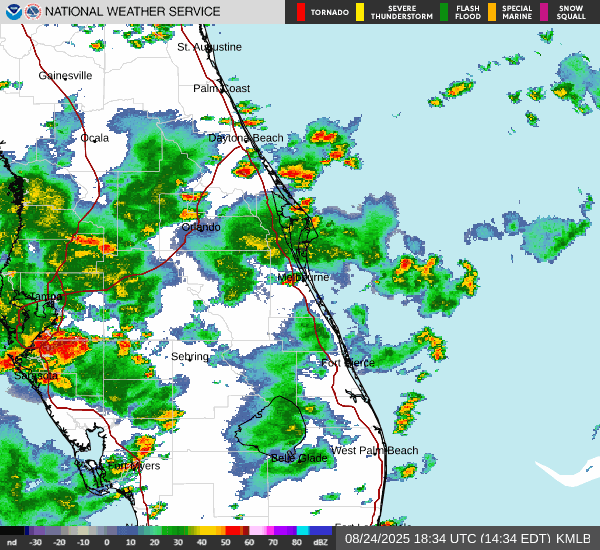 NATIONAL WEATHER SERVICE
TORNADO
SEVERE
THUNDERSTORM
FLASH
FLOOD
SPECIAL
MARINE
SNOW
SQUALL
St. Augustine
Gainesville
Palm Coast
Ocala
Daytona Beach
Orlando
Melbourne
Tampa
Sebring
Fort Pierce
Sarasota
West Palm Beach
Belle Glade
Fort Myers
nd -30 -20 -10 0 10 20 30 40 50 60 70 80 dBZ
08/24/2025 18:34 UTC (14:34 EDT) KMLB